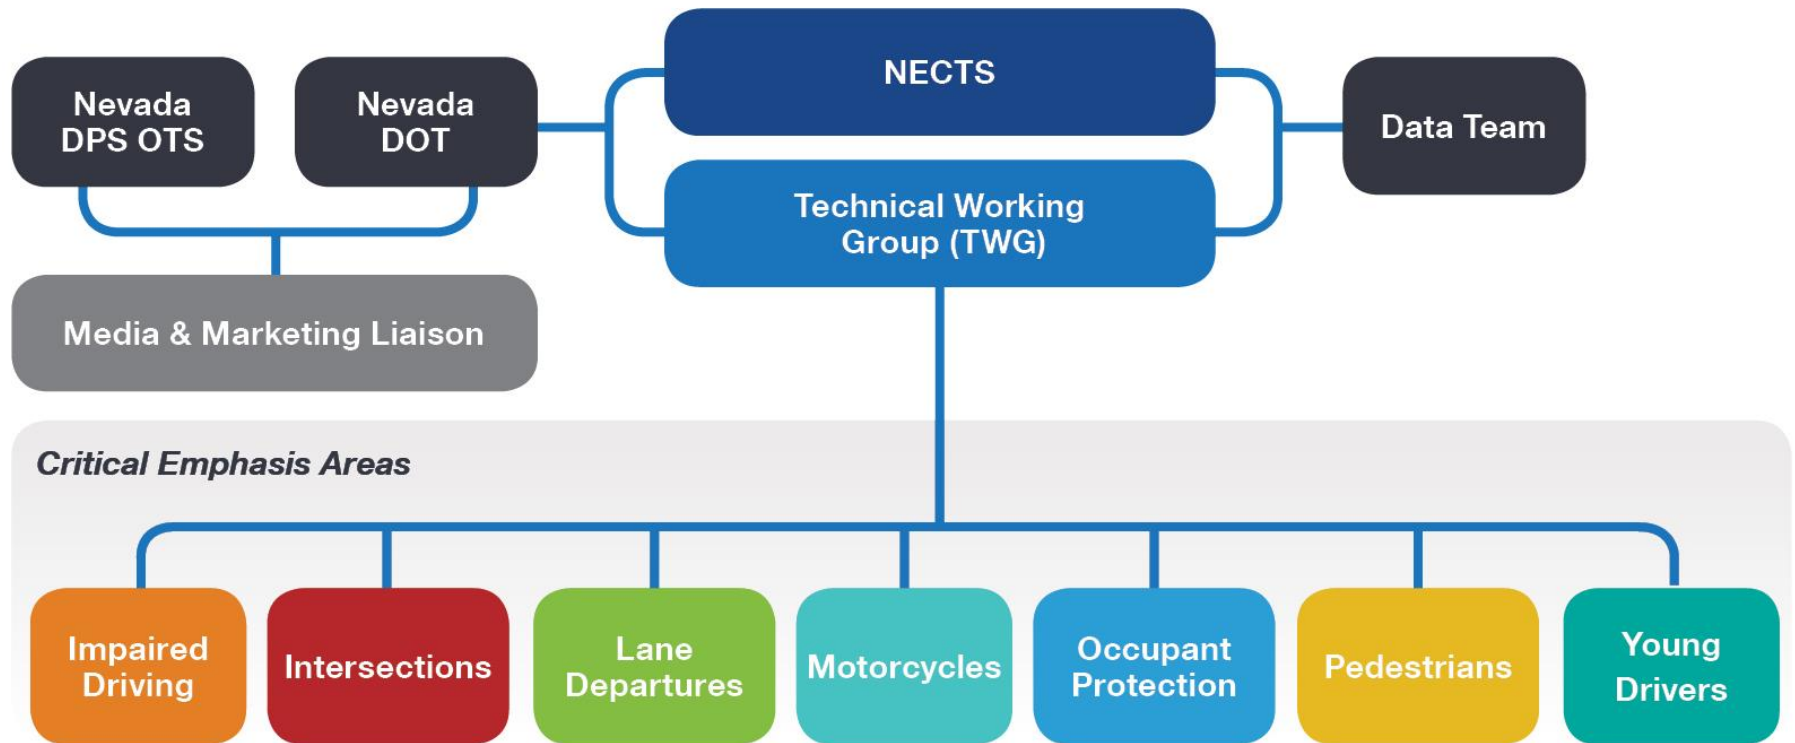 Nevada
DPS OTS
Nevada
DOT
NECTS
Technical Working
Group (TWG)
Data Team
Media & Marketing Liaison
Critical Emphasis Areas
Impaired
Driving
Intersections
Lane
Departures
Motorcycles
Occupant
Protection
Pedestrians
Young
Drivers